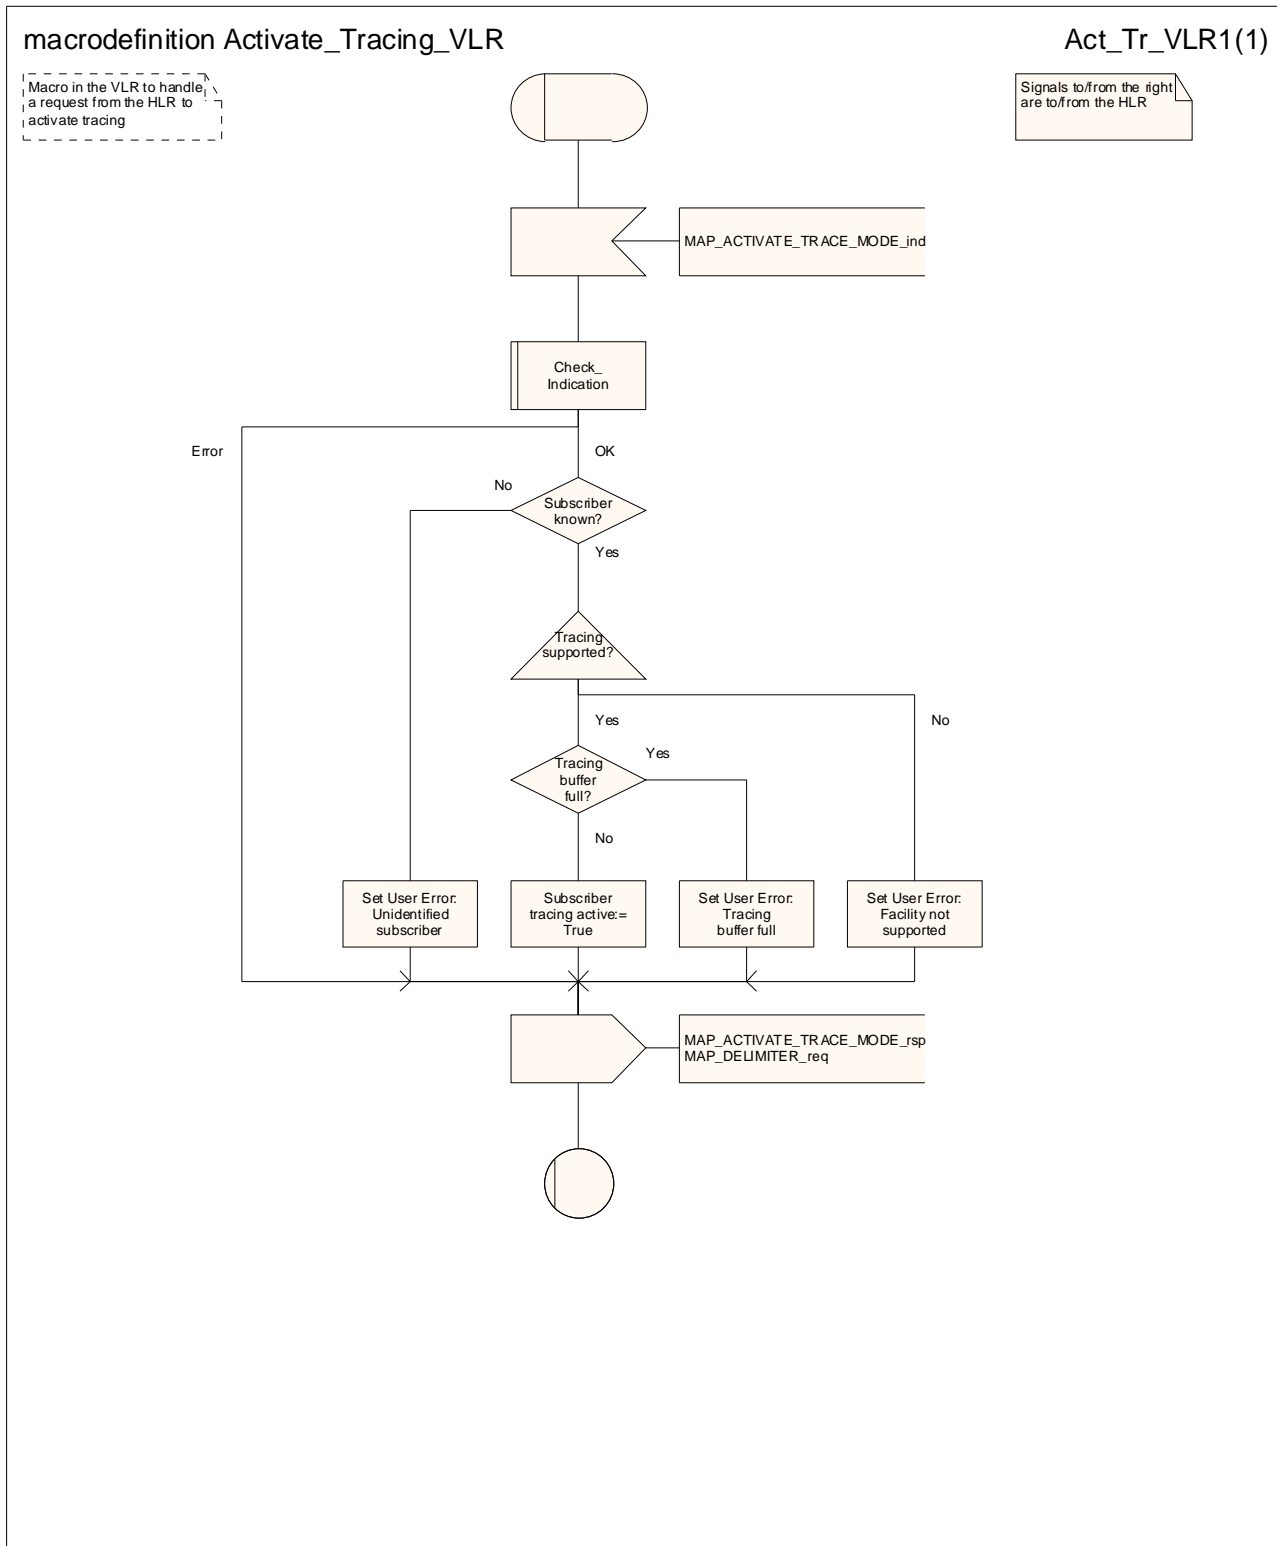 macrodefinition Activate_Tracing_VLR
Act_Tr_VLR1(1)
Macro in the VLR to handle
a request from the HLR to
activate tracing
Signals to/from the right
are to/from the HLR
MAP_ACTIVATE_TRACE_MODE_ind
Check_
Indication
Error
OK
No
Subscriber
known?
Yes
Tracing
supported?
Yes
No
Yes
Tracing
buffer
full?
No
Set User Error:
Unidentified
subscriber
Subscriber
tracing active:=
True
Set User Error:
Tracing
buffer full
Set User Error:
Facility not
supported
MAP_ACTIVATE_TRACE_MODE_rsp
MAP_DELIMITER_req